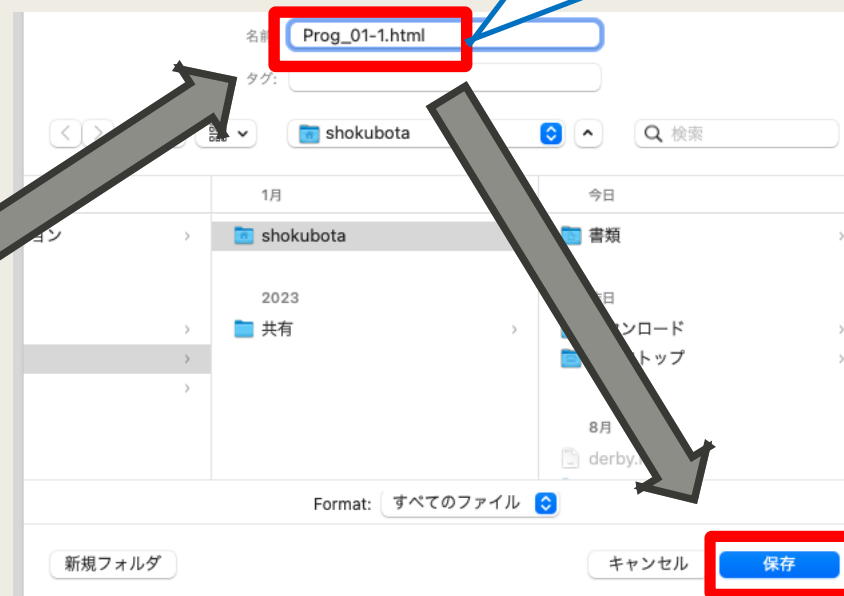 名前
Prog_01-1.html
タグ:
shokubota
検索
1月
今日
ョン
shokubota
書類
2023
共有
ンロード
トップ
8月
derby.
Format: すべてのファイル
新規フォルダ
キャンセル
保存